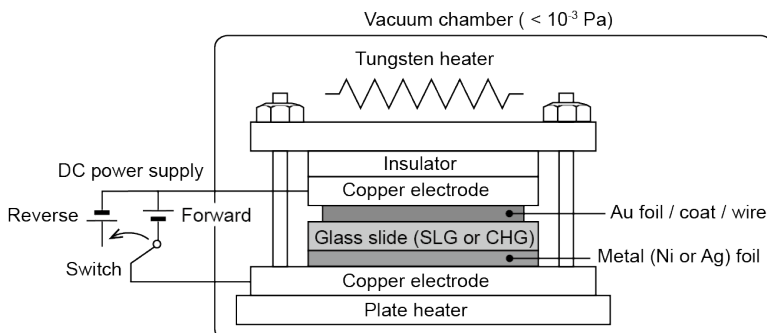 Vacuum chamber ( < 10⁻³ Pa)
Tungsten heater
DC power supply
Insulator
Copper electrode
Reverse
Forward
Au foil / coat / wire
Glass slide (SLG or CHG)
Switch
Metal (Ni or Ag) foil
Copper electrode
Plate heater